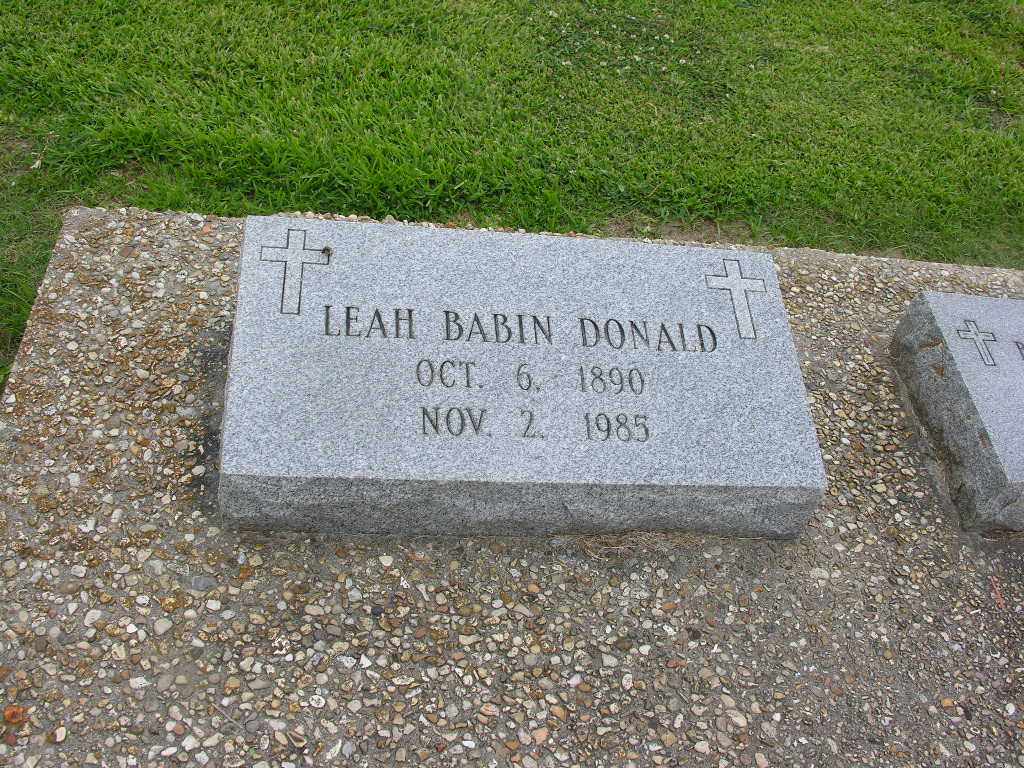 LEAH BABIN DONALD
OCT. 6, 1890
NOV. 2, 1985